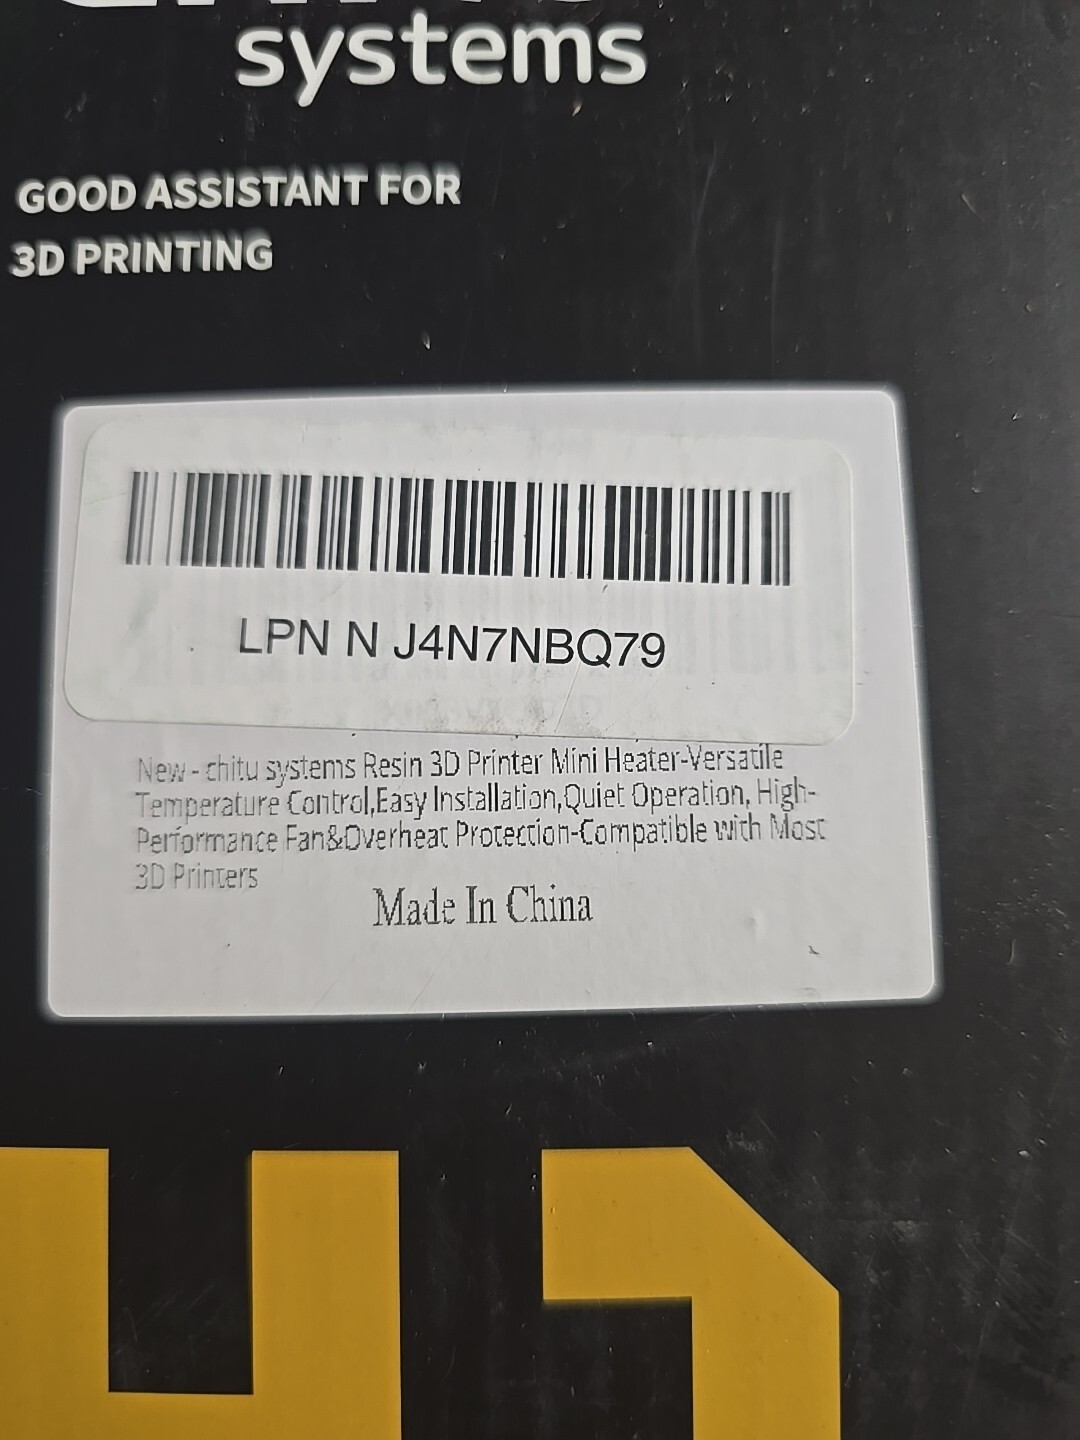 systems
GOOD ASSISTANT FOR
3D PRINTING
LPN N J4N7NBQ79
New - chitu systems Resin 3D Printer Mini Heater-Versatile
Temperature Control,Easy Installation,Quiet Operation, High-
Performance Fan&Overheat Protection-Compatible with Most
3D Printers
Made In China
H1